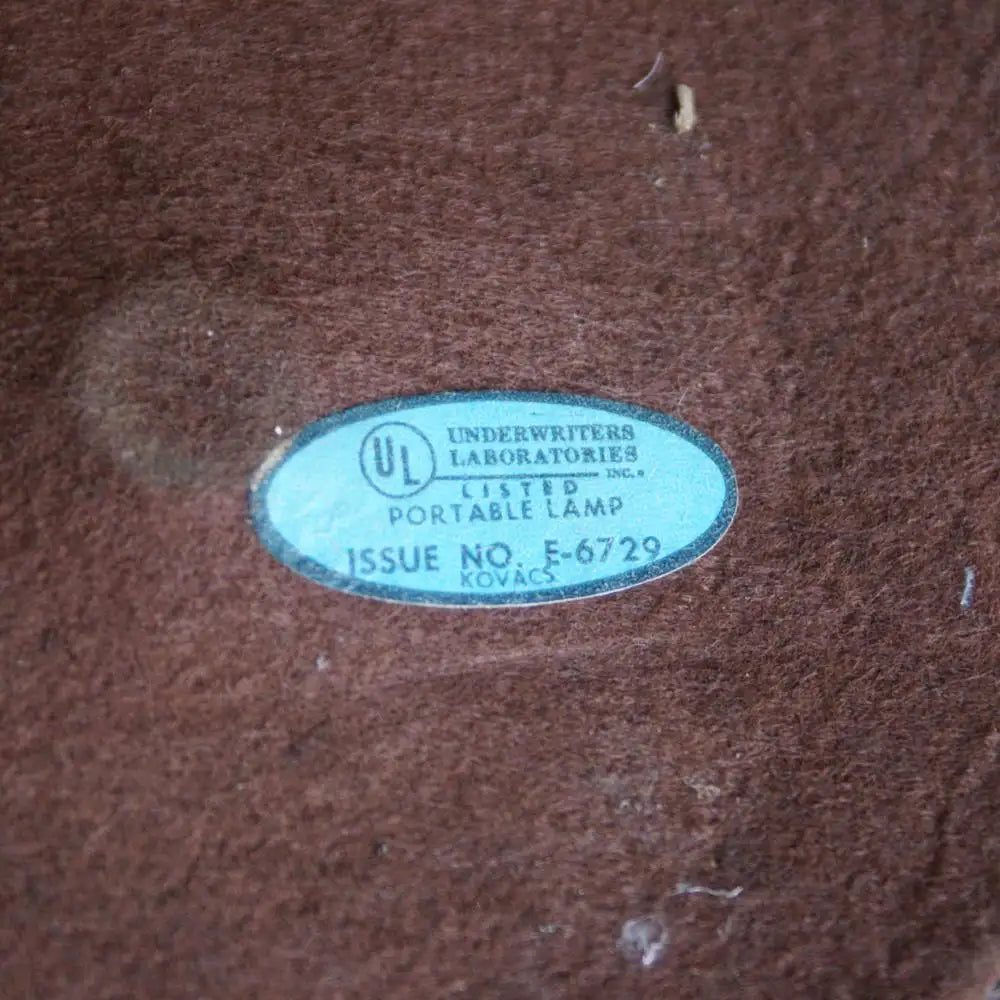 UL
UNDERWRITERS
LABORATORIES
INC.®
LISTED
PORTABLE LAMP
ISSUE NO. E-6729
KOVACS